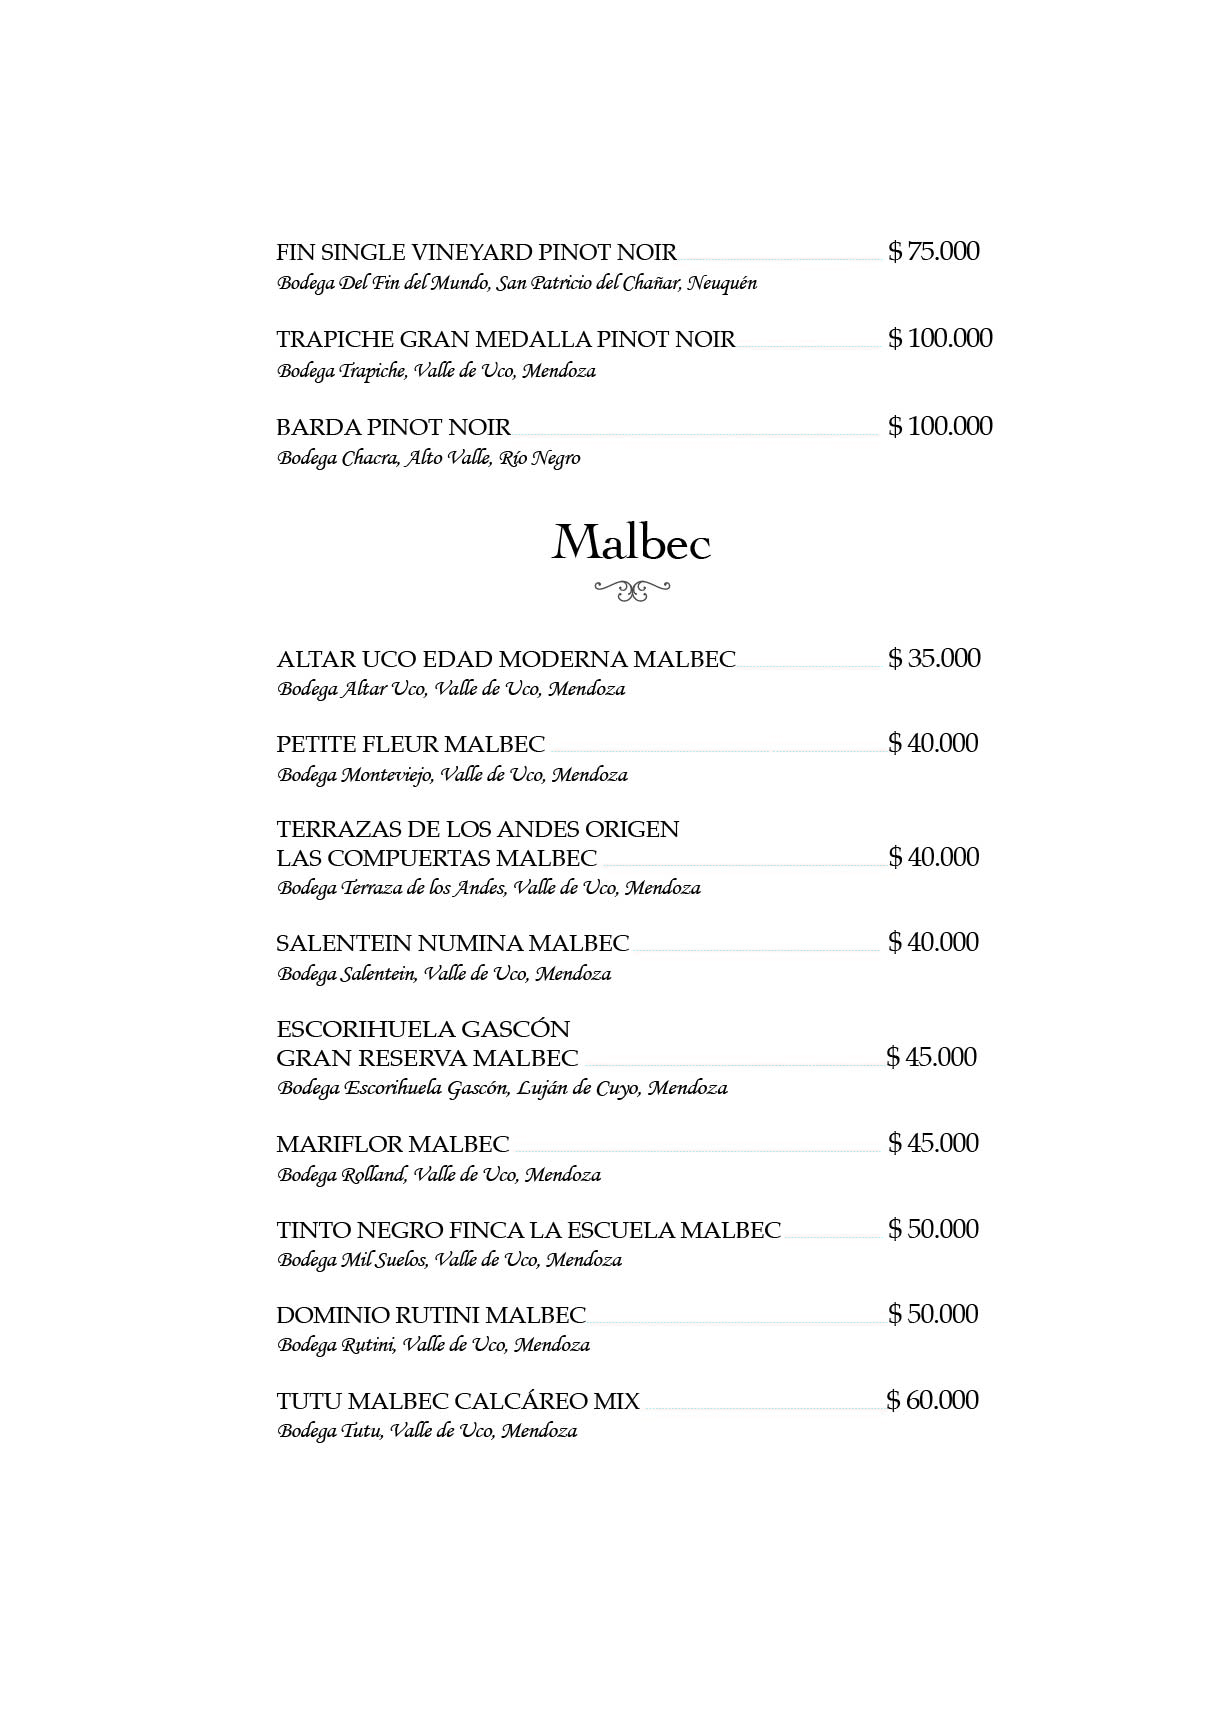 FIN SINGLE VINEYARD PINOT NOIR $ 75.000
Bodega Del Fin del Mundo, San Patricio del Chañar, Neuquén
TRAPICHE GRAN MEDALLA PINOT NOIR $ 100.000
Bodega Trapiche, Valle de Uco, Mendoza
BARDA PINOT NOIR $ 100.000
Bodega Chacra, Alto Valle, Río Negro
Malbec
ALTAR UCO EDAD MODERNA MALBEC $ 35.000
Bodega Altar Uco, Valle de Uco, Mendoza
PETITE FLEUR MALBEC $ 40.000
Bodega Monteviejo, Valle de Uco, Mendoza
TERRAZAS DE LOS ANDES ORIGEN
LAS COMPUERTAS MALBEC $ 40.000
Bodega Terraza de los Andes, Valle de Uco, Mendoza
SALENTEIN NUMINA MALBEC $ 40.000
Bodega Salentein, Valle de Uco, Mendoza
ESCORIHUELA GASCÓN
GRAN RESERVA MALBEC $ 45.000
Bodega Escorihuela Gascón, Luján de Cuyo, Mendoza
MARIFLOR MALBEC $ 45.000
Bodega Rolland, Valle de Uco, Mendoza
TINTO NEGRO FINCA LA ESCUELA MALBEC $ 50.000
Bodega Mil Suelos, Valle de Uco, Mendoza
DOMINIO RUTINI MALBEC $ 50.000
Bodega Rutini, Valle de Uco, Mendoza
TUTU MALBEC CALCÁREO MIX $ 60.000
Bodega Tutu, Valle de Uco, Mendoza